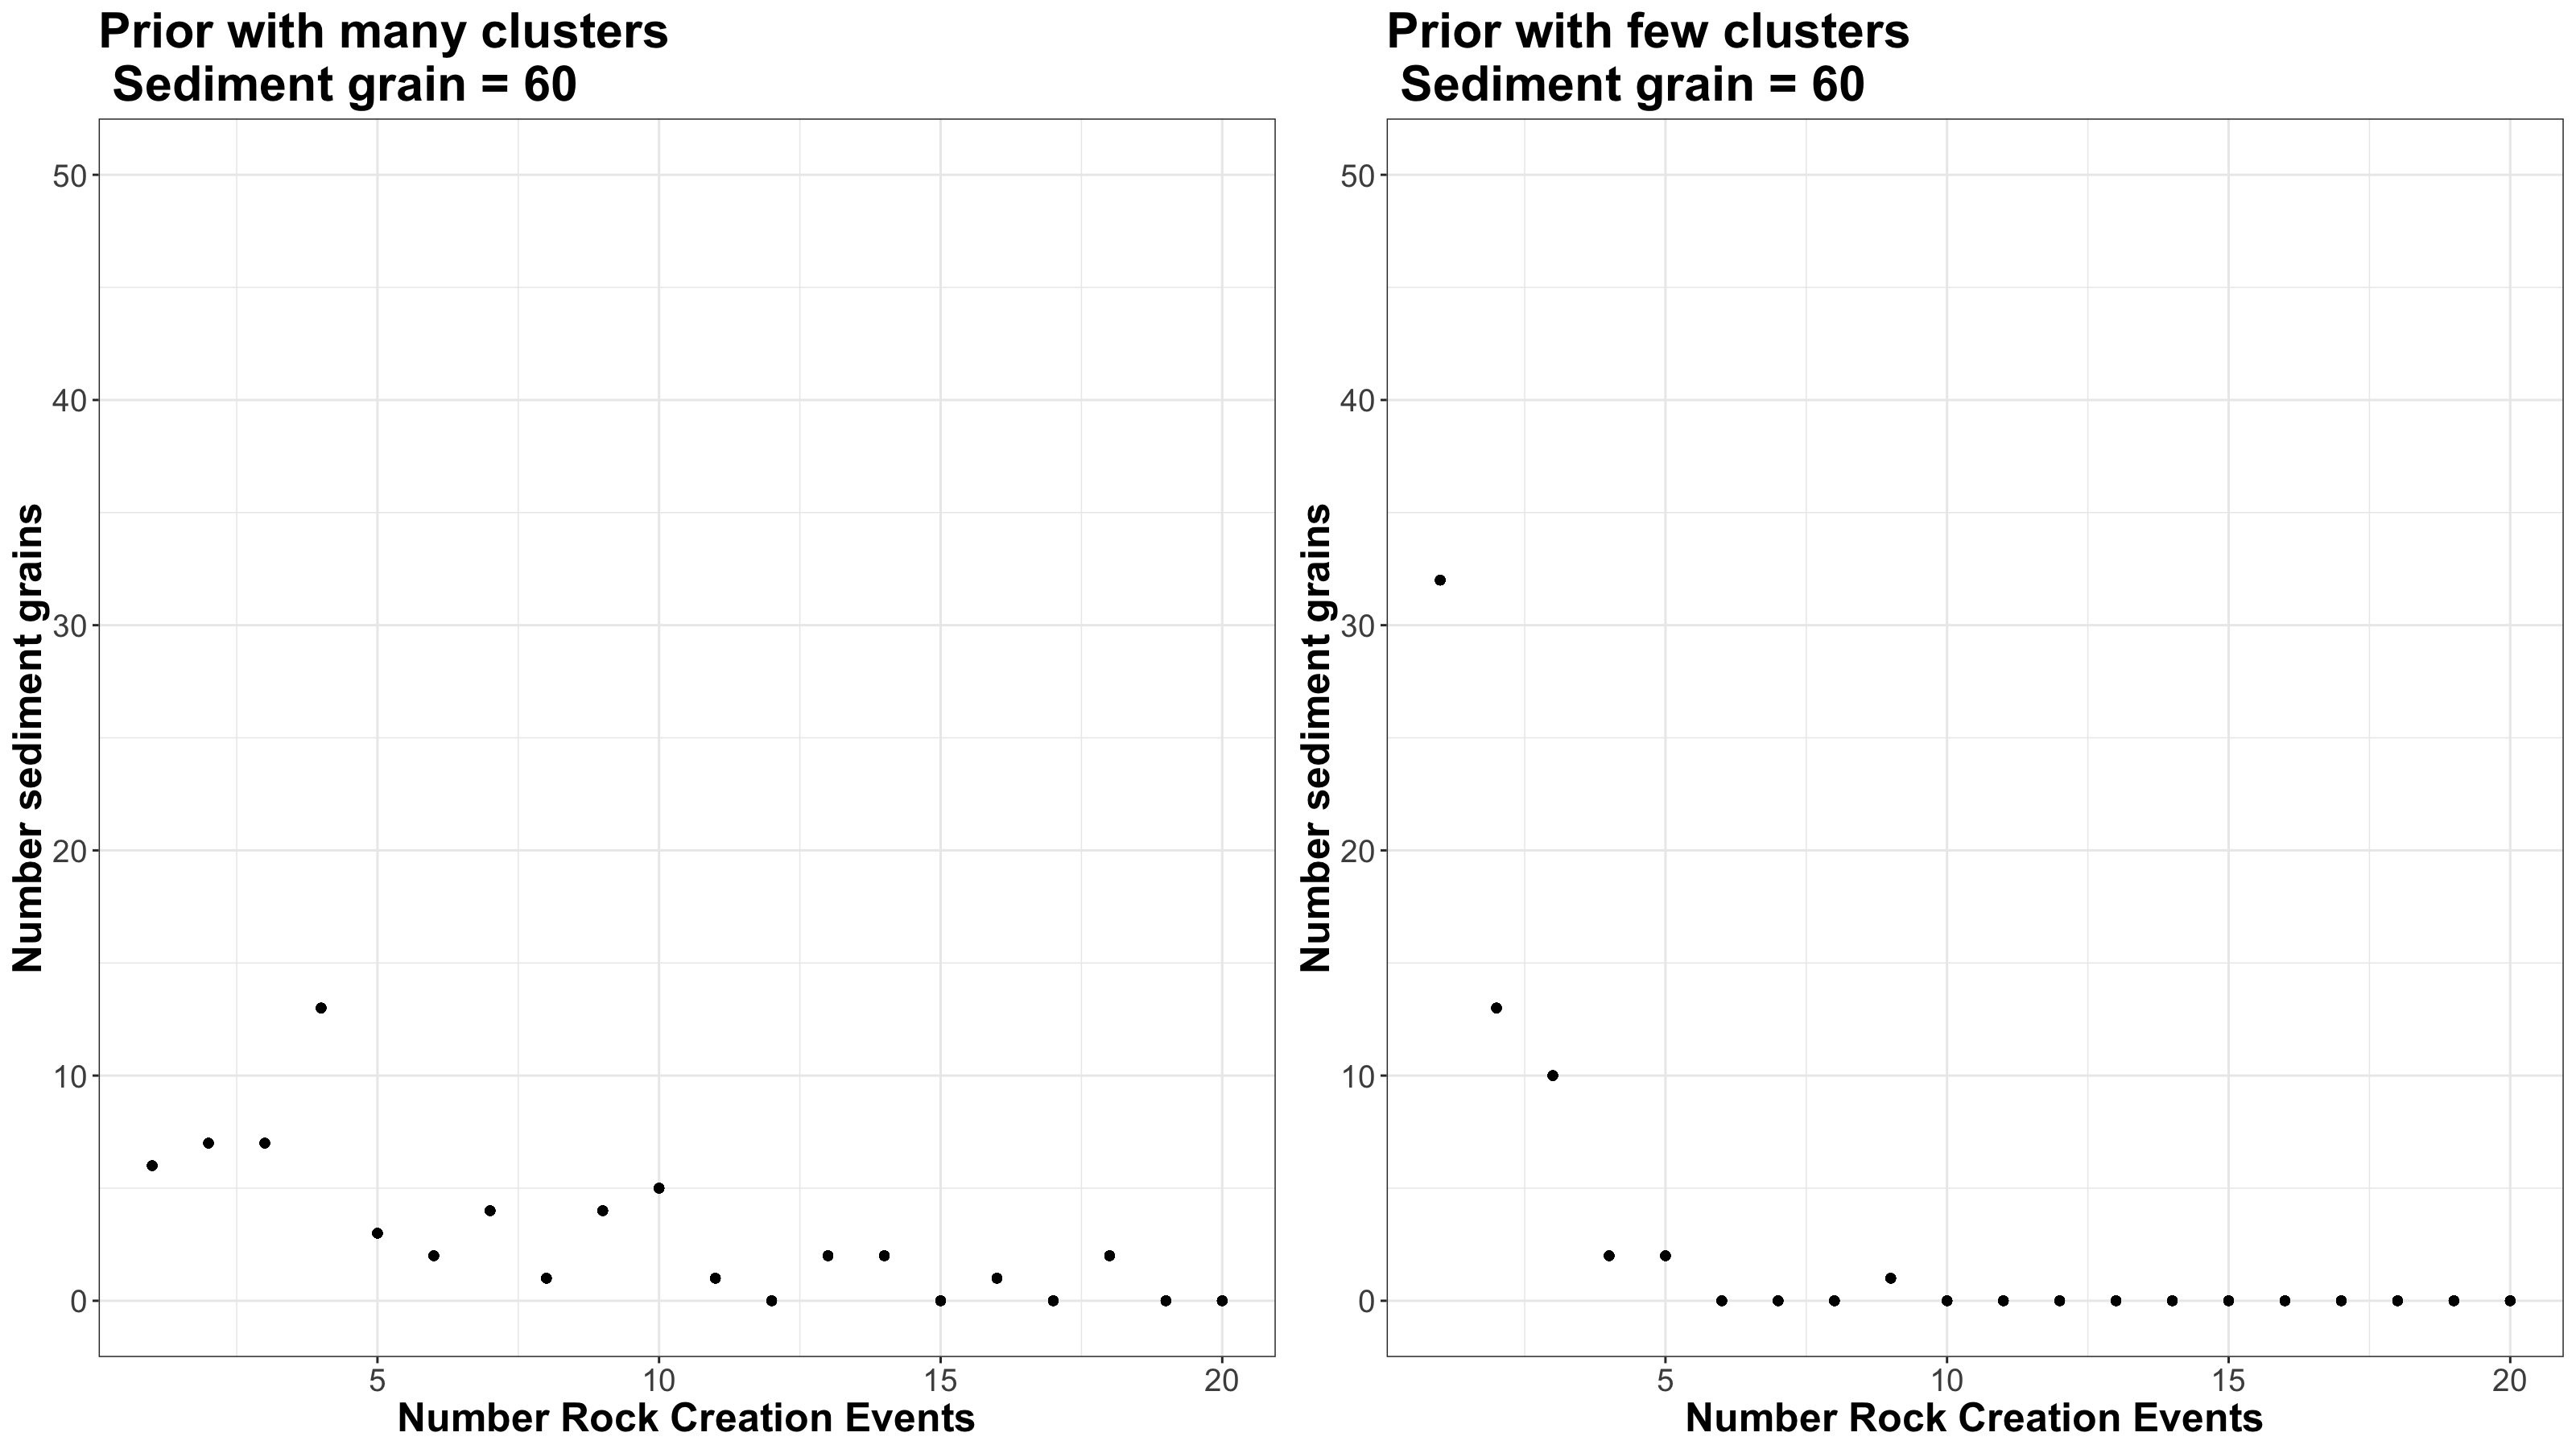 Prior with many clusters
Sediment grain = 60
Number sediment grains
50
40
30
20
10
0
5 10 15 20
Number Rock Creation Events
Prior with few clusters
Sediment grain = 60
Number sediment grains
50
40
30
20
10
0
5 10 15 20
Number Rock Creation Events